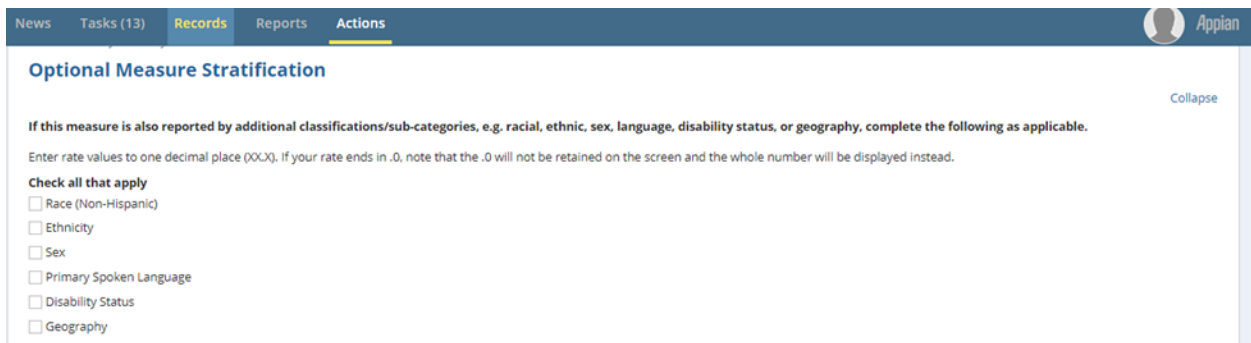 News Tasks (13) Records Reports Actions Appian
Optional Measure Stratification
Collapse
If this measure is also reported by additional classifications/sub-categories, e.g. racial, ethnic, sex, language, disability status, or geography, complete the following as applicable.
Enter rate values to one decimal place (XX.X). If your rate ends in .0, note that the .0 will not be retained on the screen and the whole number will be displayed instead.
Check all that apply
Race (Non-Hispanic)
Ethnicity
Sex
Primary Spoken Language
Disability Status
Geography